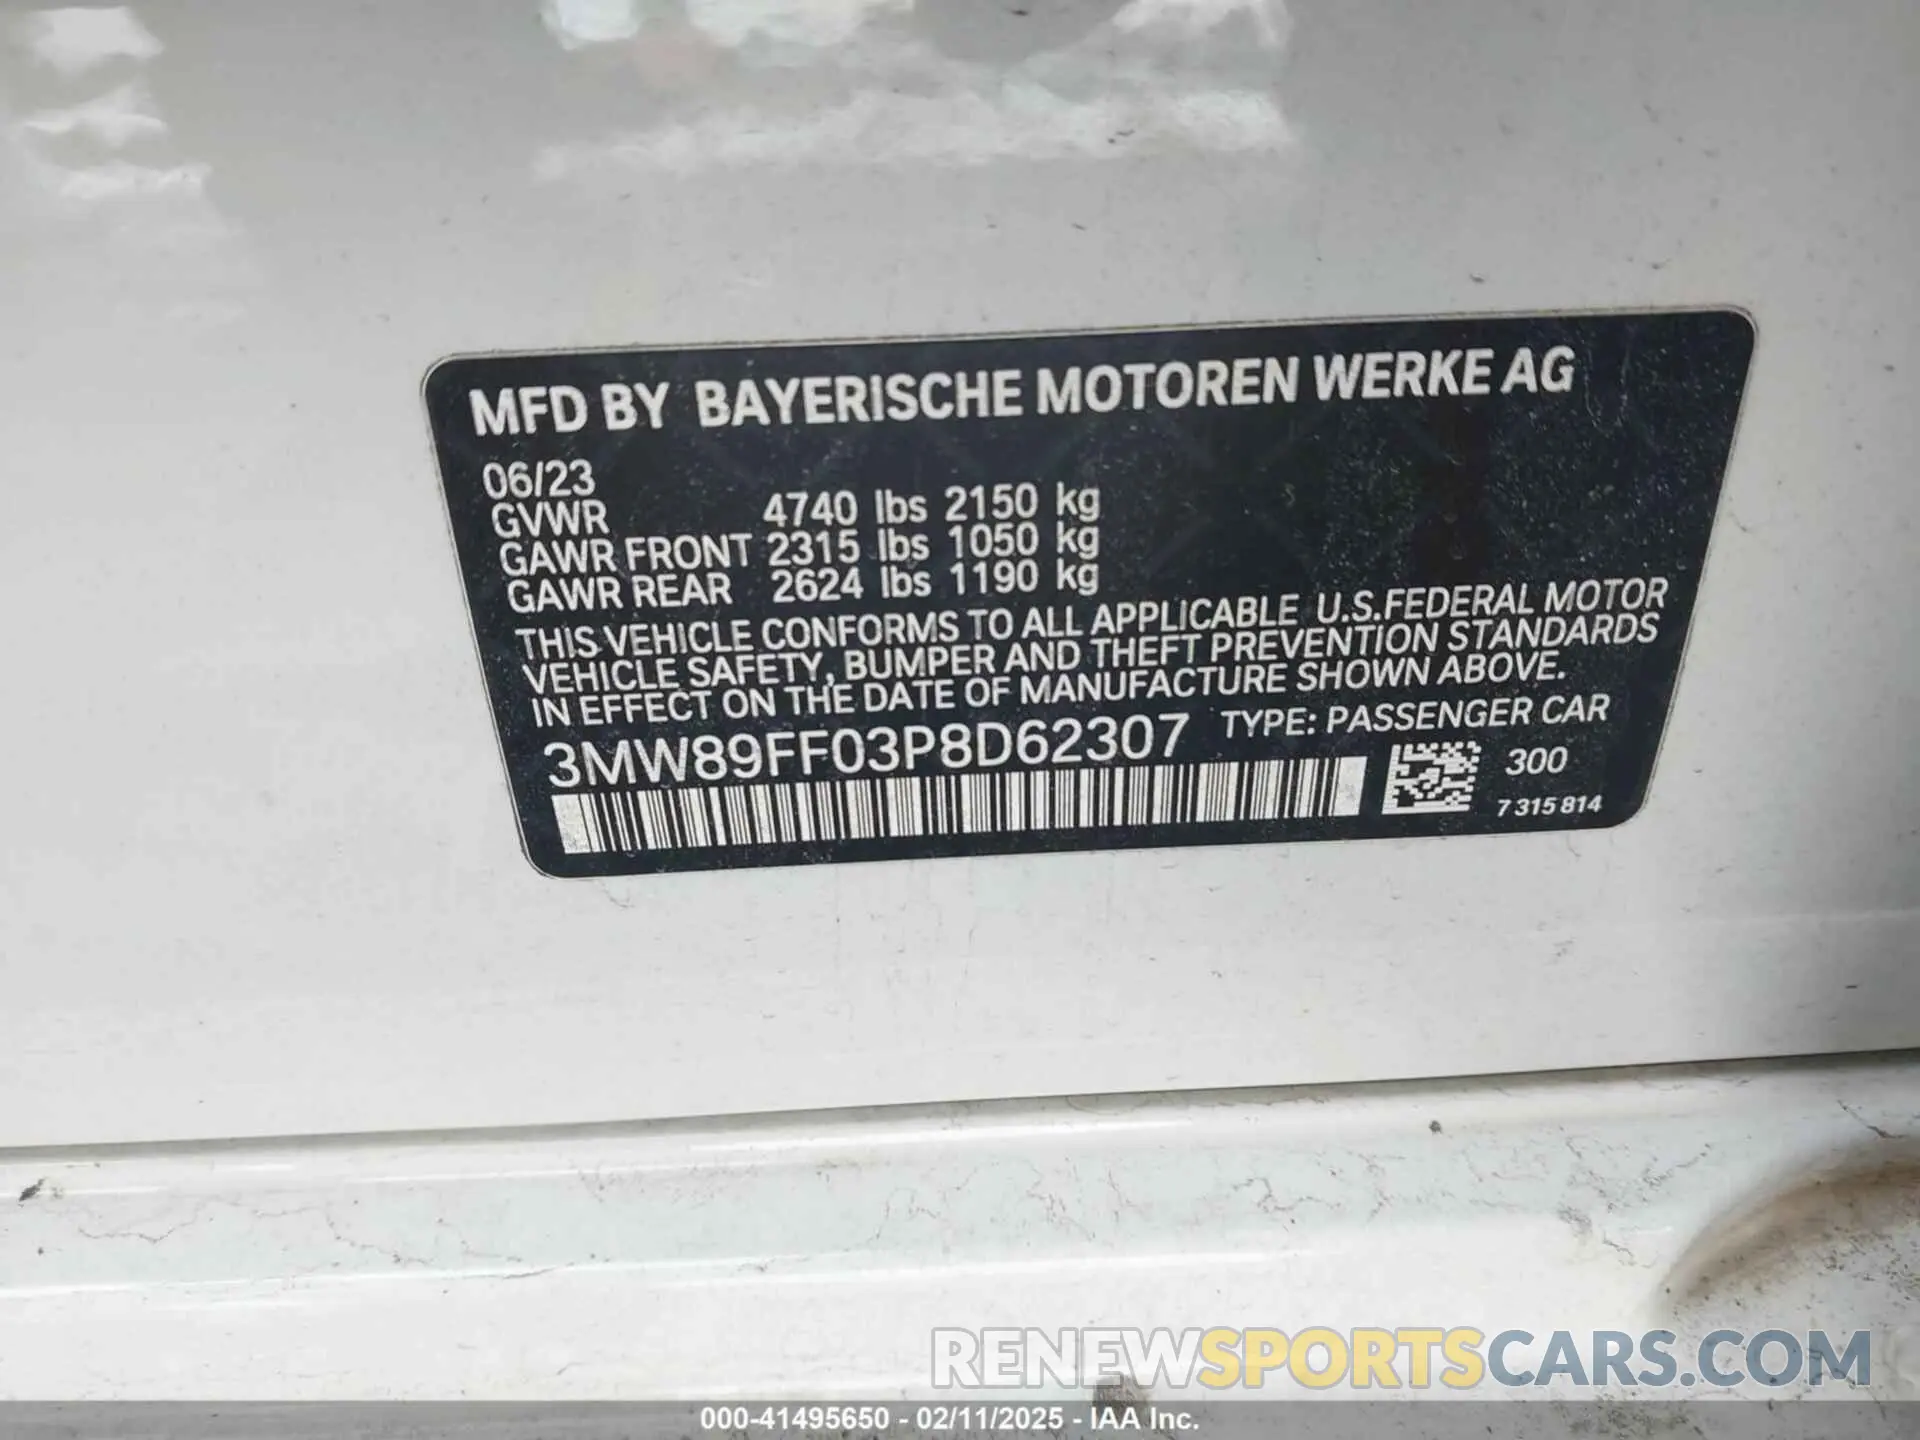 MFD BY BAYERISCHE MOTOREN WERKE AG
06/23
GVWR 4740 lbs 2150 kg
GAWR FRONT 2315 lbs 1050 kg
GAWR REAR 2624 lbs 1190 kg
THIS VEHICLE CONFORMS TO ALL APPLICABLE U.S.FEDERAL MOTOR
VEHICLE SAFETY, BUMPER AND THEFT PREVENTION STANDARDS
IN EFFECT ON THE DATE OF MANUFACTURE SHOWN ABOVE.
3MW89FF03P8D62307 TYPE: PASSENGER CAR
300
7 315 814
RENEWSPORTSCARS.COM
000-41495650 - 02/11/2025 - IAA Inc.